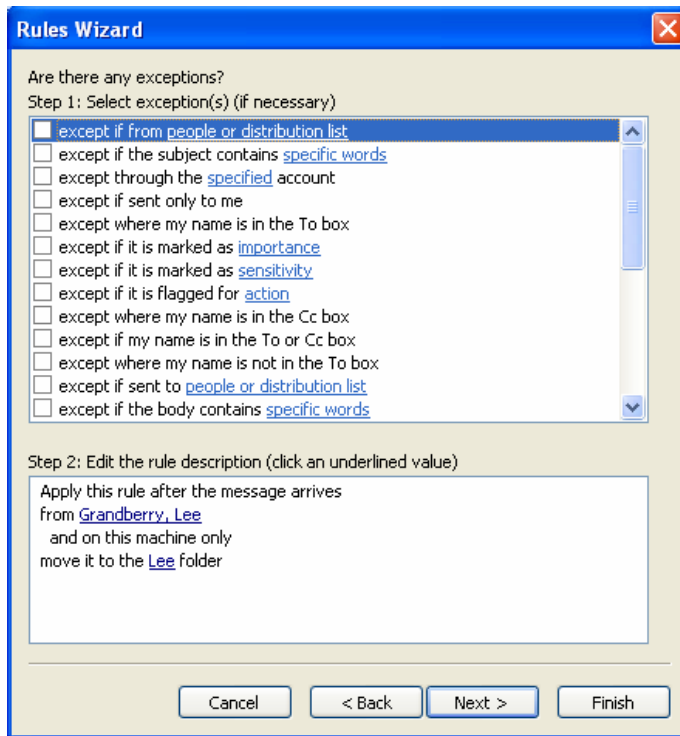 Rules Wizard
Are there any exceptions?
Step 1: Select exception(s) (if necessary)
except if from people or distribution list
except if the subject contains specific words
except through the specified account
except if sent only to me
except where my name is in the To box
except if it is marked as importance
except if it is marked as sensitivity
except if it is flagged for action
except where my name is in the Cc box
except if my name is in the To or Cc box
except where my name is not in the To box
except if sent to people or distribution list
except if the body contains specific words
Step 2: Edit the rule description (click an underlined value)
Apply this rule after the message arrives
from Grandberry, Lee
and on this machine only
move it to the Lee folder
Cancel < Back Next > Finish